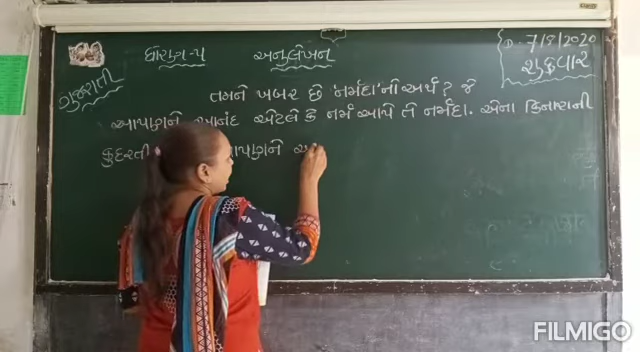 ધોરણ-૫ અનુલેખન
તા. 7/8/2020
શુક્રવાર
ગુજરાતી
તમને ખબર છે 'નર્મદા'નો અર્થ? જે
આપણને આનંદ એટલે કે નર્મ આપે તે નર્મદા. એના કિનારાની
કુદરતી આપણને
FILMIGO